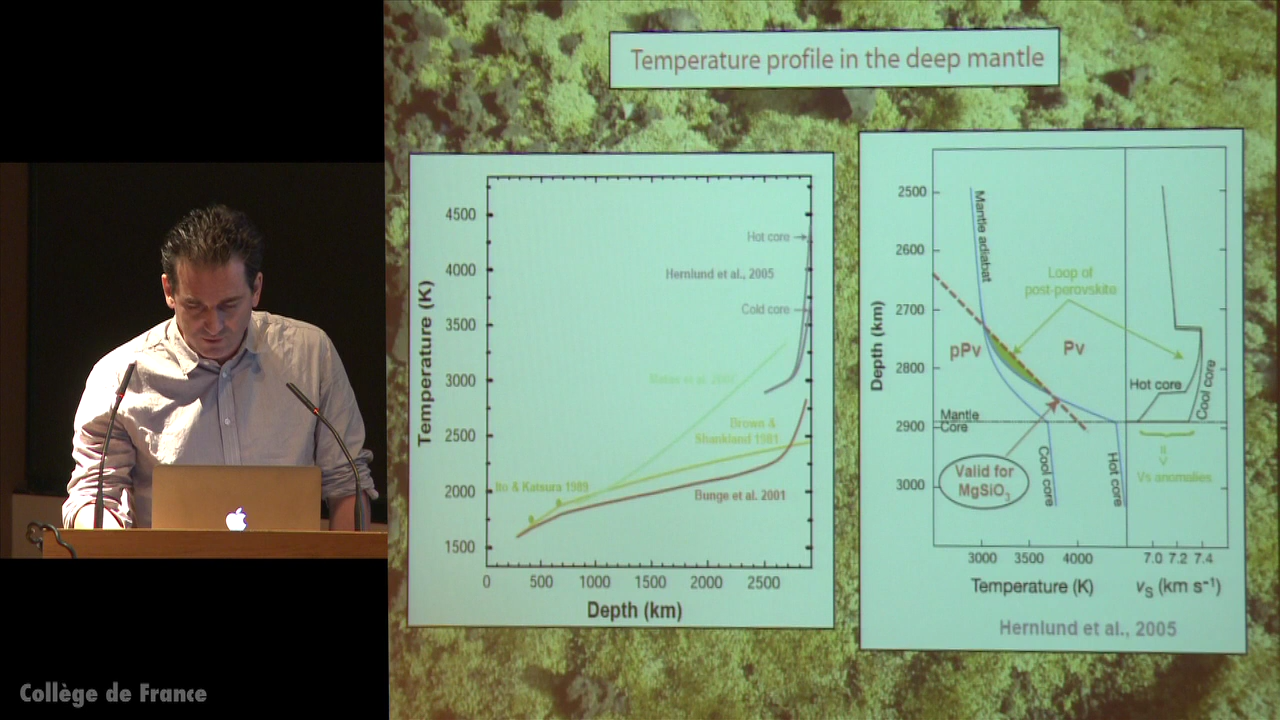 Temperature profile in the deep mantle
4500
4000
3500
3000
2500
2000
1500
0
500
1000
1500
2000
2500
Temperature (K)
Depth (km)
Hot core
Hernlund et al., 2005
Cold core
Brown &
Shankland 1981
Ito & Katsura 1989
Bunge et al. 2001
2500
2600
2700
2800
2900
3000
Depth (km)
Mantle adiabat
Loop of
post-perovskite
pPv
Pv
Hot core
Cool core
Mantle
Core
Valid for
MgSiO3
Cool core
Hot core
Vs anomalies
3000
3500
4000
7.0
7.2
7.4
Temperature (K)
vS (km s-1)
Hernlund et al., 2005
Collège de France